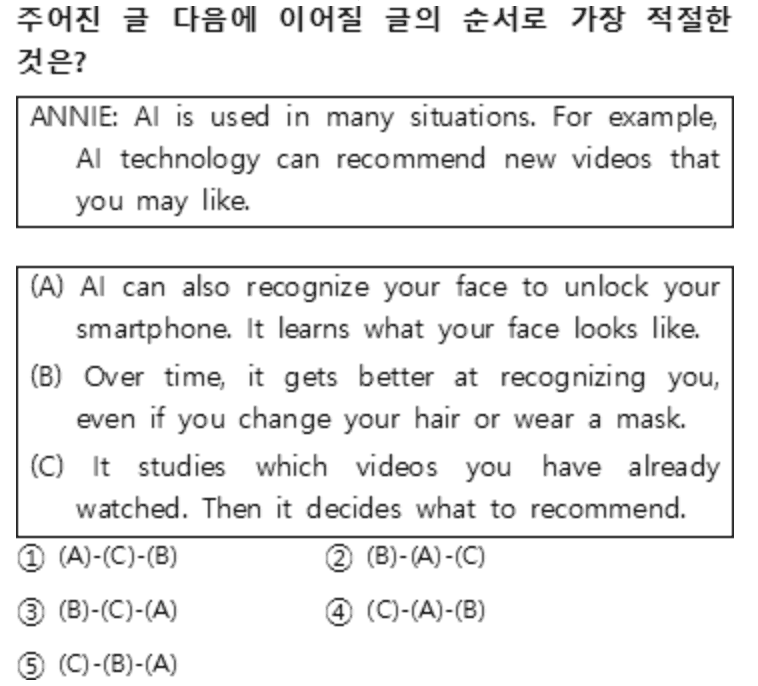 주어진 글 다음에 이어질 글의 순서로 가장 적절한
것은?
ANNIE: AI is used in many situations. For example,
AI technology can recommend new videos that
you may like.
(A) AI can also recognize your face to unlock your
smartphone. It learns what your face looks like.
(B) Over time, it gets better at recognizing you,
even if you change your hair or wear a mask.
(C) It studies which videos you have already
watched. Then it decides what to recommend.
① (A)-(C)-(B) ② (B)-(A)-(C)
③ (B)-(C)-(A) ④ (C)-(A)-(B)
⑤ (C)-(B)-(A)